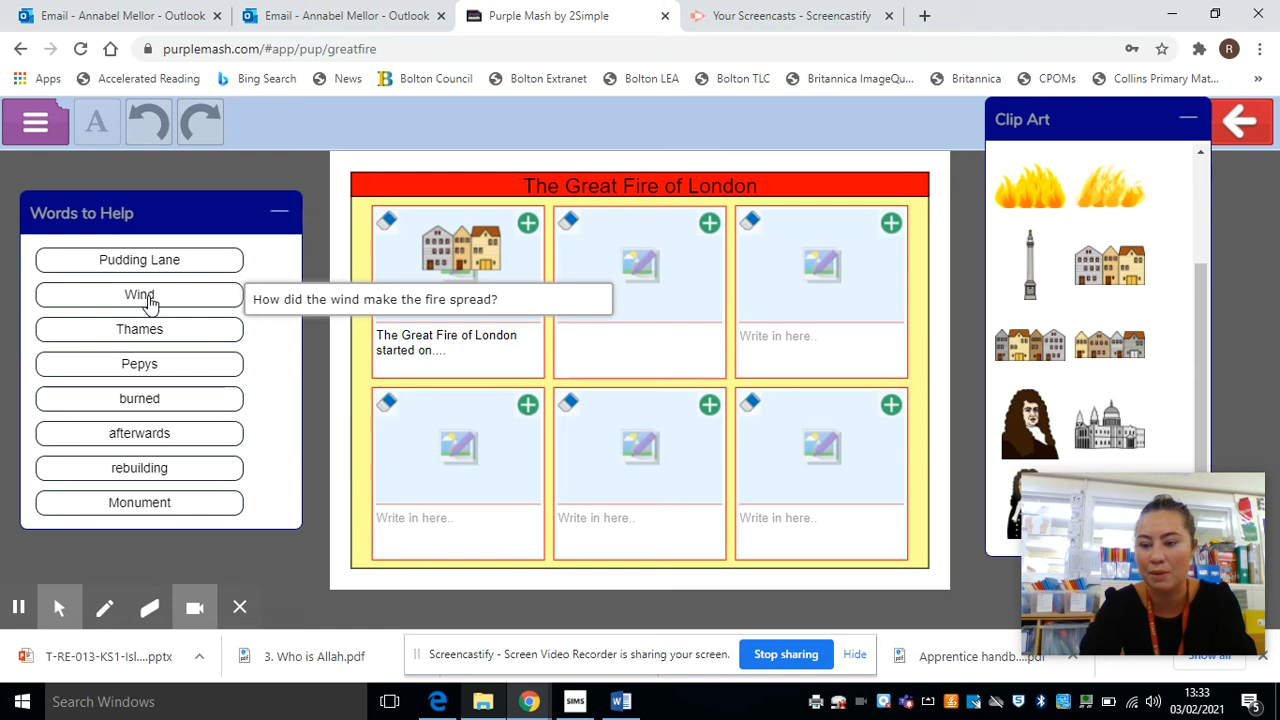 Email - Annabel Mellor - Outlook
Email - Annabel Mellor - Outlook
Purple Mash by 2Simple
Your Screencasts - Screencastify
purplemash.com/#app/pup/greatfire
R
Apps
Accelerated Reading
Bing Search
News
Bolton Council
Bolton Extranet
Bolton LEA
Bolton TLC
Britannica ImageQu...
Britannica
CPOMs
Collins Primary Mat...
»
A
Clip Art
The Great Fire of London
Words to Help
Pudding Lane
Wind
How did the wind make the fire spread?
Thames
Pepys
burned
afterwards
rebuilding
Monument
The Great Fire of London
started on....
Write in here..
Write in here..
Write in here..
Write in here..
T-RE-013-KS1-Isl....pptx
3. Who is Allah.pdf
Screencastify - Screen Video Recorder is sharing your screen.
Stop sharing
Hide
Apprentice handb....pdf
Show all
Search Windows
SIMS
13:33
03/02/2021
5